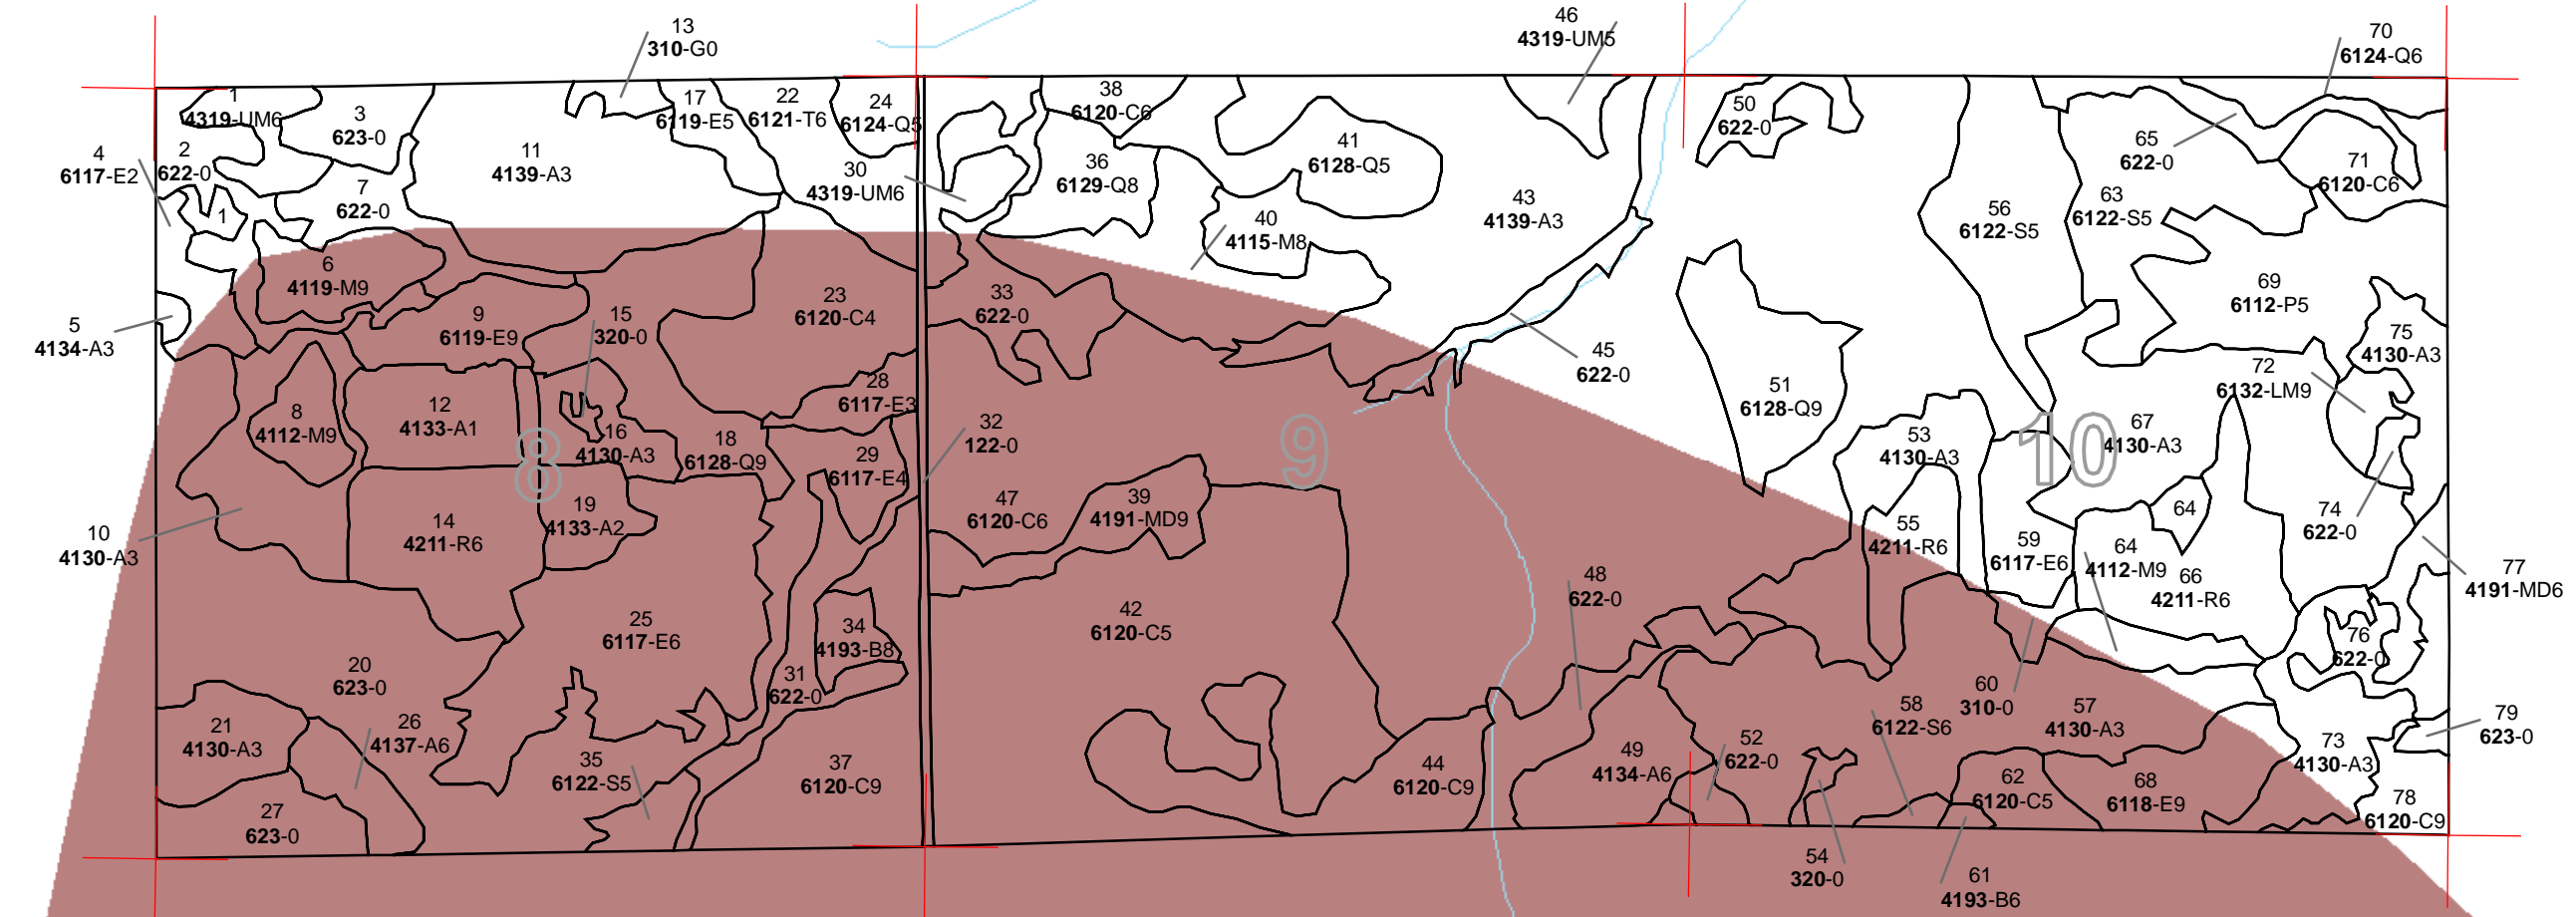 13
310-G0
46
4319-UM5
70
6124-Q6
1
4319-UM6
3
623-0
17
6119-E5
22
6121-T6
24
6124-Q5
38
6120-C6
50
622-0
4
6117-E2
2
622-0
11
4139-A3
41
6128-Q5
65
622-0
71
6120-C6
7
622-0
30
4319-UM6
36
6129-Q8
43
4139-A3
56
6122-S5
63
6122-S5
1
40
4115-M8
6
4119-M9
23
6120-C4
33
622-0
69
6112-P5
5
4134-A3
9
6119-E9
15
320-0
45
622-0
75
4130-A3
28
6117-E3
51
6128-Q9
72
6132-LM9
8
4112-M9
12
4133-A1
8
16
4130-A3
18
6128-Q9
29
6117-E4
32
122-0
9
53
4130-A3
10
67
4130-A3
10
4130-A3
14
4211-R6
19
4133-A2
47
6120-C6
39
4191-MD9
55
4211-R6
59
6117-E6
64
64
4112-M9
74
622-0
66
4211-R6
77
4191-MD6
48
622-0
25
6117-E6
34
4193-B8
42
6120-C5
76
622-0
20
623-0
31
622-0
60
310-0
57
4130-A3
58
6122-S6
21
4130-A3
26
4137-A6
35
6122-S5
37
6120-C9
44
6120-C9
49
4134-A6
52
622-0
62
6120-C5
68
6118-E9
73
4130-A3
79
623-0
27
623-0
78
6120-C9
54
320-0
61
4193-B6